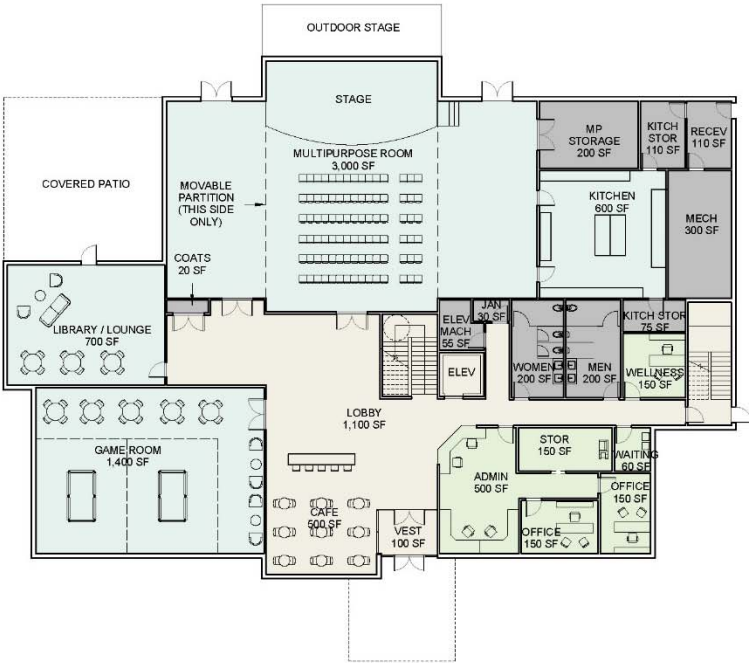 OUTDOOR STAGE
STAGE
MULTIPURPOSE ROOM
3,000 SF
MP
STORAGE
200 SF
KITCH
STOR
110 SF
RECEV
110 SF
COVERED PATIO
MOVABLE
PARTITION
(THIS SIDE
ONLY)
KITCHEN
600 SF
MECH
300 SF
COATS
20 SF
LIBRARY / LOUNGE
700 SF
ELEV
MACH
55 SF
JAN
30 SF
KITCH STOR
75 SF
ELEV
WOMEN
200 SF
MEN
200 SF
WELLNESS
150 SF
LOBBY
1,100 SF
GAME ROOM
1,400 SF
STOR
150 SF
WAITING
60 SF
ADMIN
500 SF
OFFICE
150 SF
CAFE
500 SF
VEST
100 SF
OFFICE
150 SF